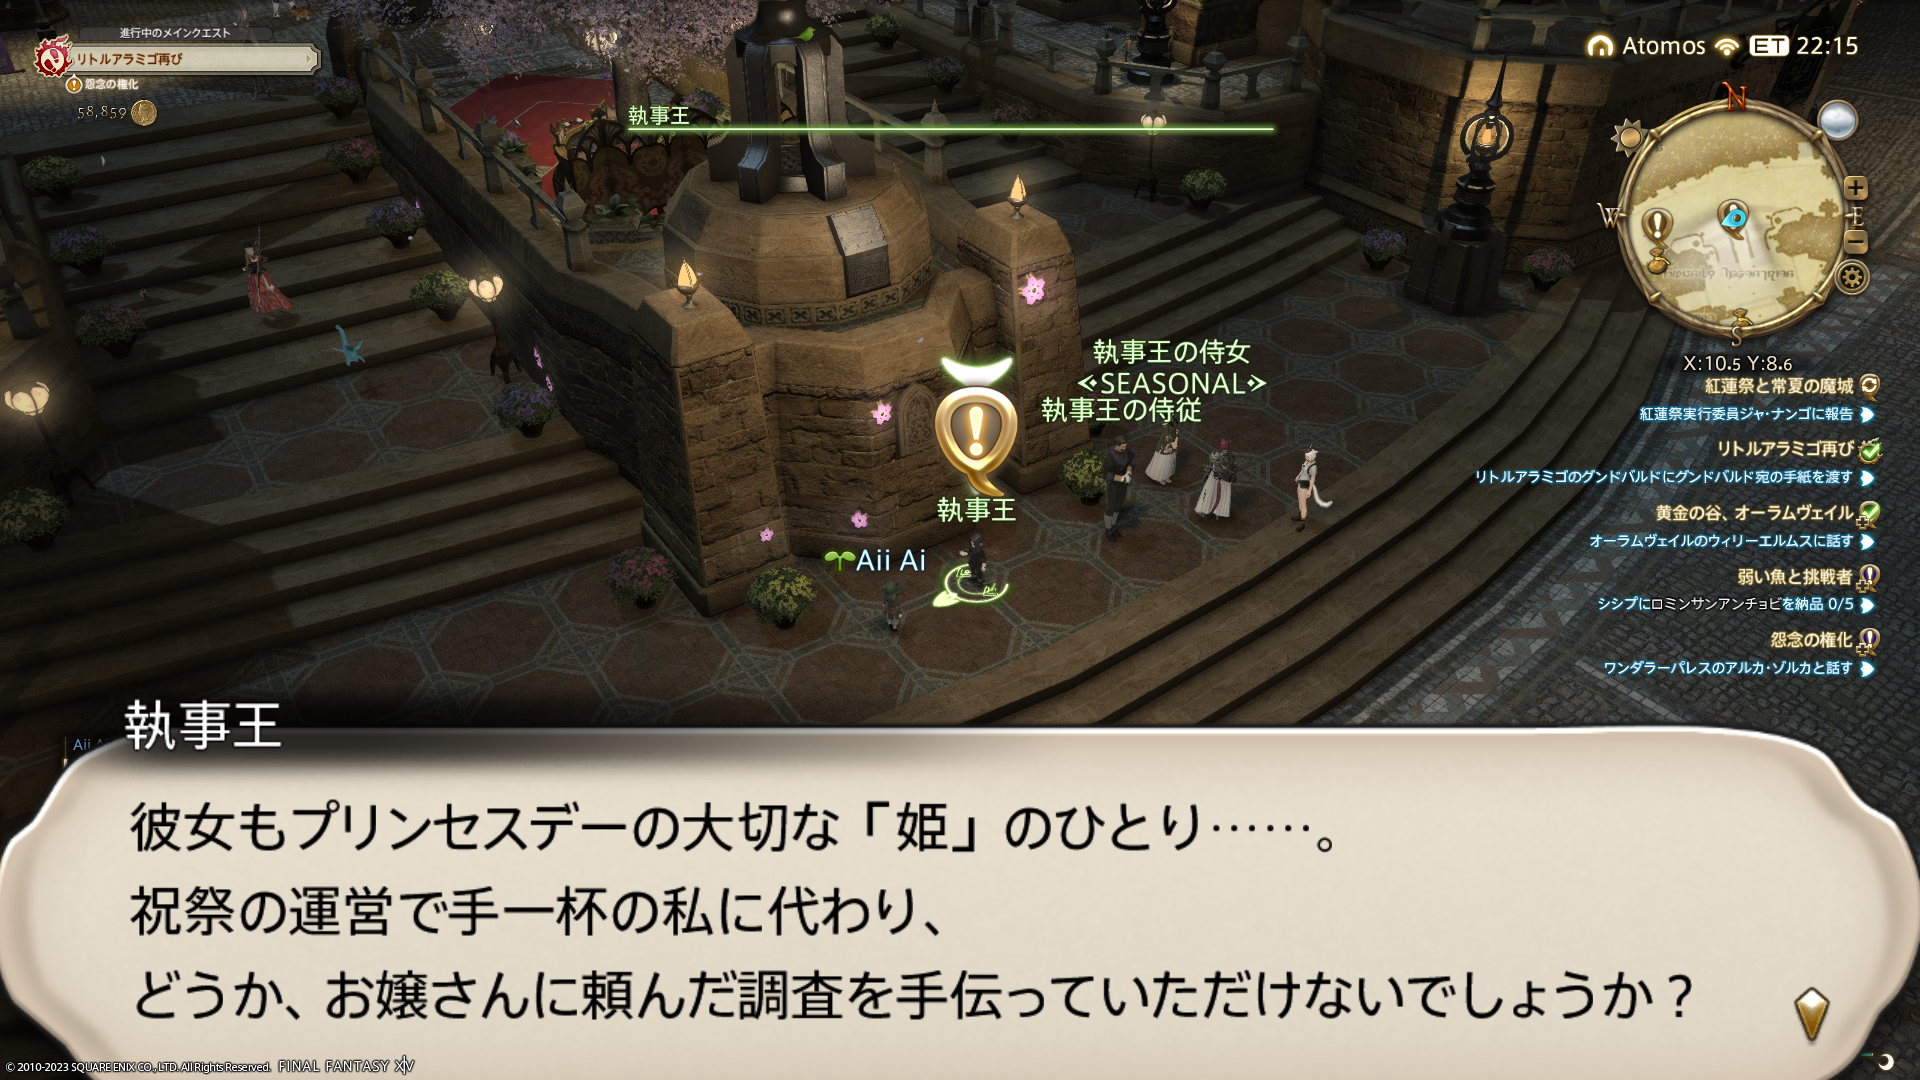 進行中のメインクエスト
リトルアラミゴ再び
怨念の権化
58,859
執事王
Atomos ET 22:15
N
W
E
S
X:10.5 Y:8.6
紅蓮祭と常夏の魔城
紅蓮祭実行委員ジャ・ナンゴに報告
リトルアラミゴ再び
リトルアラミゴのグンドバルドにグンドバルド宛の手紙を渡す
黄金の谷、オーラムヴェイル
オーラムヴェイルのウィリーエルムスに話す
弱い魚と挑戦者
シシプにロミンサンアンチョビを納品 0/5
怨念の権化
ワンダラーパレスのアルカ・ゾルカと話す
執事王の侍女
<SEASONAL>
執事王の侍従
執事王
Aii Ai
執事王
彼女もプリンセスデーの大切な「姫」のひとり……。
祝祭の運営で手一杯の私に代わり、
どうか、お嬢さんに頼んだ調査を手伝っていただけないでしょうか？
© 2010-2023 SQUARE ENIX CO., LTD. All Rights Reserved. FINAL FANTASY XIV